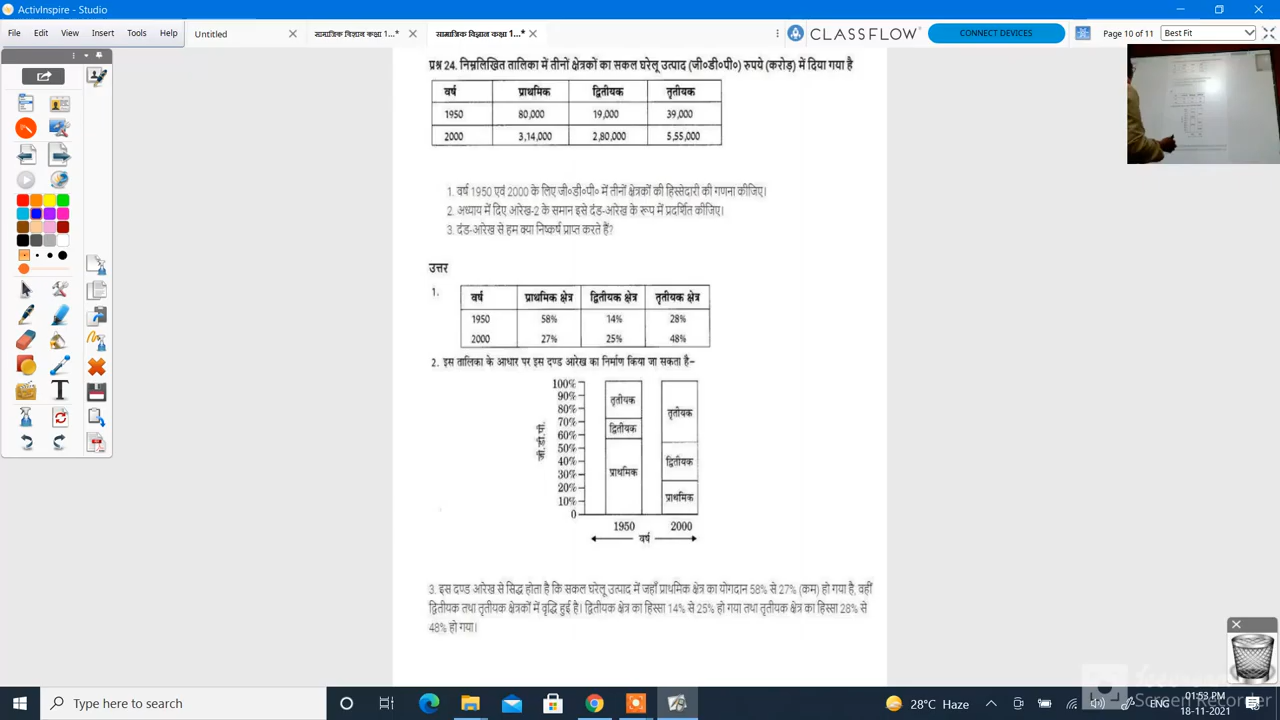 ActivInspire - Studio
File Edit View Insert Tools Help
Untitled
सामाजिक विज्ञान कक्षा 1...*
सामाजिक विज्ञान कक्षा 1...*
CLASSFLOW
CONNECT DEVICES
Page 10 of 11
Best Fit
प्रश्न 24. निम्नलिखित तालिका में तीनों क्षेत्रकों का सकल घरेलू उत्पाद (जी०डी०पी०) रुपये (करोड़) में दिया गया है
वर्ष प्राथमिक द्वितीयक तृतीयक
1950 80,000 19,000 39,000
2000 3,14,000 2,80,000 5,55,000
1. वर्ष 1950 एवं 2000 के लिए जी०डी०पी० में तीनों क्षेत्रकों की हिस्सेदारी की गणना कीजिए।
2. अध्याय में दिए आरेख-2 के समान इसे दंड-आरेख के रूप में प्रदर्शित कीजिए।
3. दंड-आरेख से हम क्या निष्कर्ष प्राप्त करते हैं?
उत्तर
1.
वर्ष प्राथमिक क्षेत्र द्वितीयक क्षेत्र तृतीयक क्षेत्र
1950 58% 14% 28%
2000 27% 25% 48%
2. इस तालिका के आधार पर इस दण्ड आरेख का निर्माण किया जा सकता है-
जी.डी.पी.
100%
90%
80%
70%
60%
50%
40%
30%
20%
10%
0
तृतीयक
द्वितीयक
प्राथमिक
तृतीयक
द्वितीयक
प्राथमिक
1950 2000
वर्ष
3. इस दण्ड आरेख से सिद्ध होता है कि सकल घरेलू उत्पाद में जहाँ प्राथमिक क्षेत्र का योगदान 58% से 27% (कम) हो गया है, वहीं
द्वितीयक तथा तृतीयक क्षेत्रकों में वृद्धि हुई है। द्वितीयक क्षेत्र का हिस्सा 14% से 25% हो गया तथा तृतीयक क्षेत्र का हिस्सा 28% से
48% हो गया।
Type here to search
28°C Haze
ENG
01:53 PM
18-11-2021